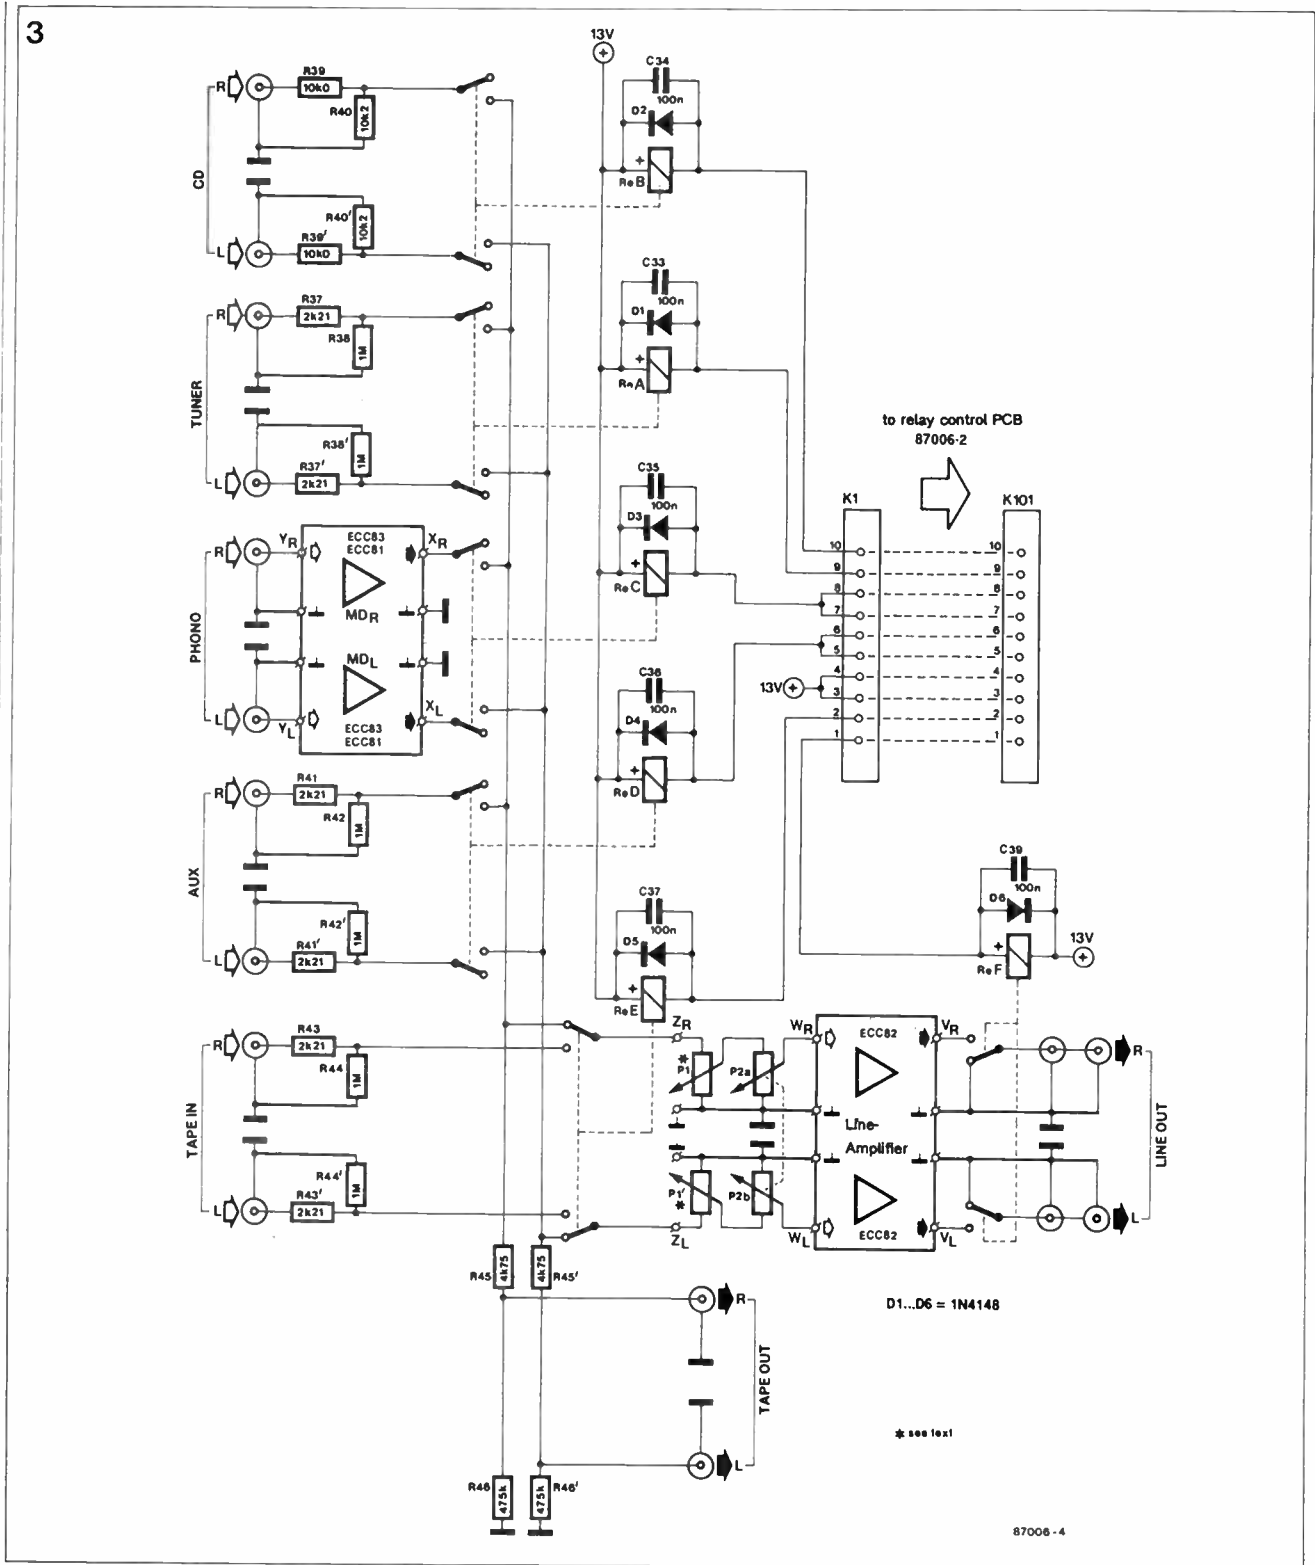 3
13V
R
R39
10k0
R40
10k2
CD
R40'
10k2
L
R39'
10k0
C34
100n
D2
+
Re B
R
R37
2k21
R38
1M
TUNER
R38'
1M
L
R37'
2k21
C33
100n
D1
+
Re A
to relay control PCB
87006-2
K1
K101
10 10
9 9
8 8
7 7
6 6
5 5
4 4
3 3
2 2
1 1
13V
C35
100n
D3
+
Re C
PHONO
R
YR
ECC83
ECC81
XR
MDR
MDL
L
YL
ECC83
ECC81
XL
C36
100n
D4
+
Re D
AUX
R
R41
2k21
R42
1M
R42'
1M
L
R41'
2k21
C37
100n
D5
+
Re E
C39
100n
D6
+
Re F
13V
TAPE IN
R
R43
2k21
R44
1M
R44'
1M
L
R43'
2k21
ZR
* P1
P2a
WR
ECC82
VR
R
Line-
Amplifier
LINE OUT
P1'
*
P2b
ZL
WL
ECC82
VL
L
R45
4k75
4k75
R45'
D1...D6 = 1N4148
R
TAPE OUT
L
* see text
R46
475k
475k
R46'
87006 - 4